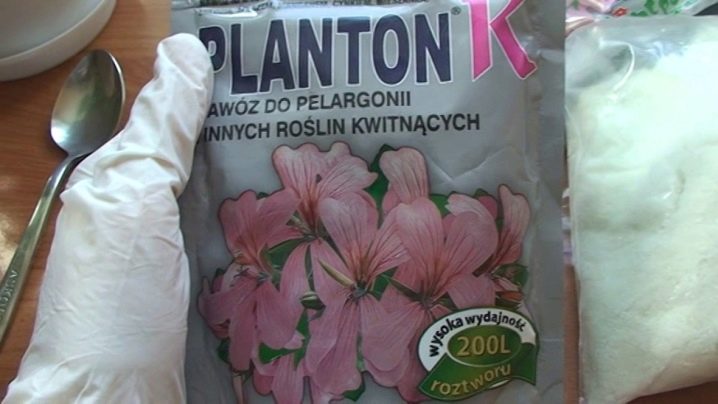 PLANTON® K
AWÓZ DO PELARGONII
INNYCH ROŚLIN KWITNĄCYCH
wysoka wydajność
200L
roztworu